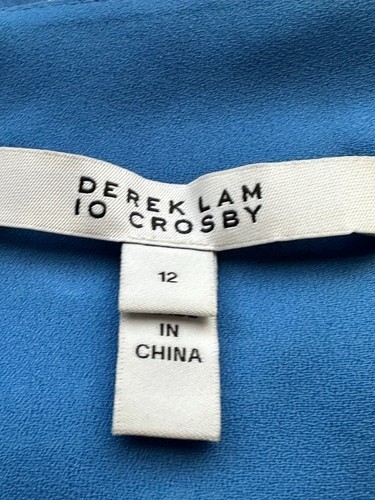 DEREK LAM
10 CROSBY
12
IN
CHINA